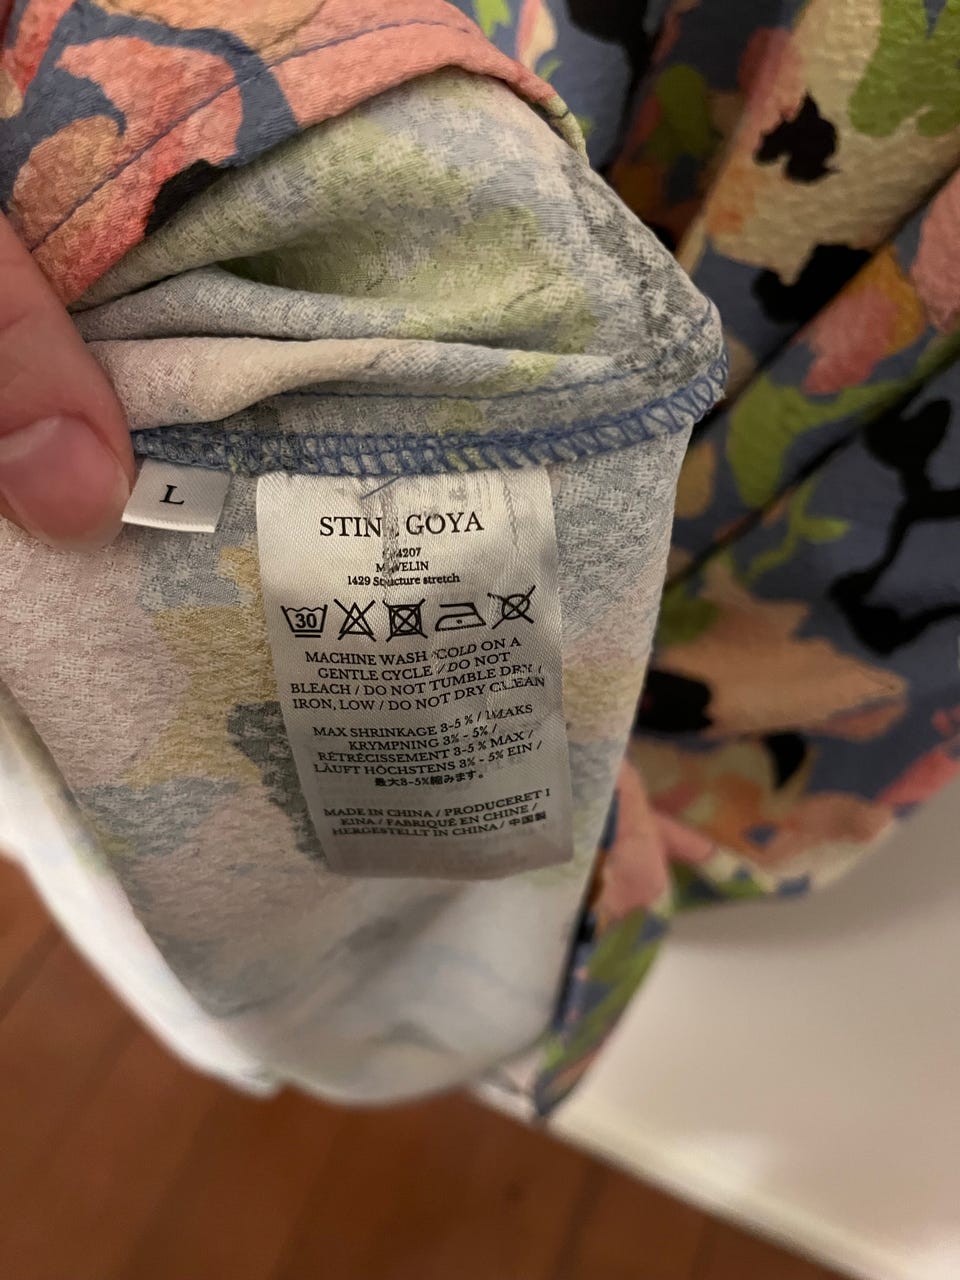 L
STIN GOYA
4207
1429 Structure stretch
30
MACHINE WASH COLD ON A
GENTLE CYCLE / DO NOT
BLEACH / DO NOT TUMBLE DRY /
IRON, LOW / DO NOT DRY CLEAN
MAX SHRINKAGE 3-5 % / MAKS
KRYMPNING 3% - 5% /
RÉTRÉCISSEMENT 3-5 % MAX /
LÄUFT HÖCHSTENS 3% - 5% EIN /
最大3-5%縮みます。
MADE IN CHINA / PRODUCERET I
KINA / FABRIQUÉ EN CHINE /
HERGESTELLT IN CHINA / 中国製